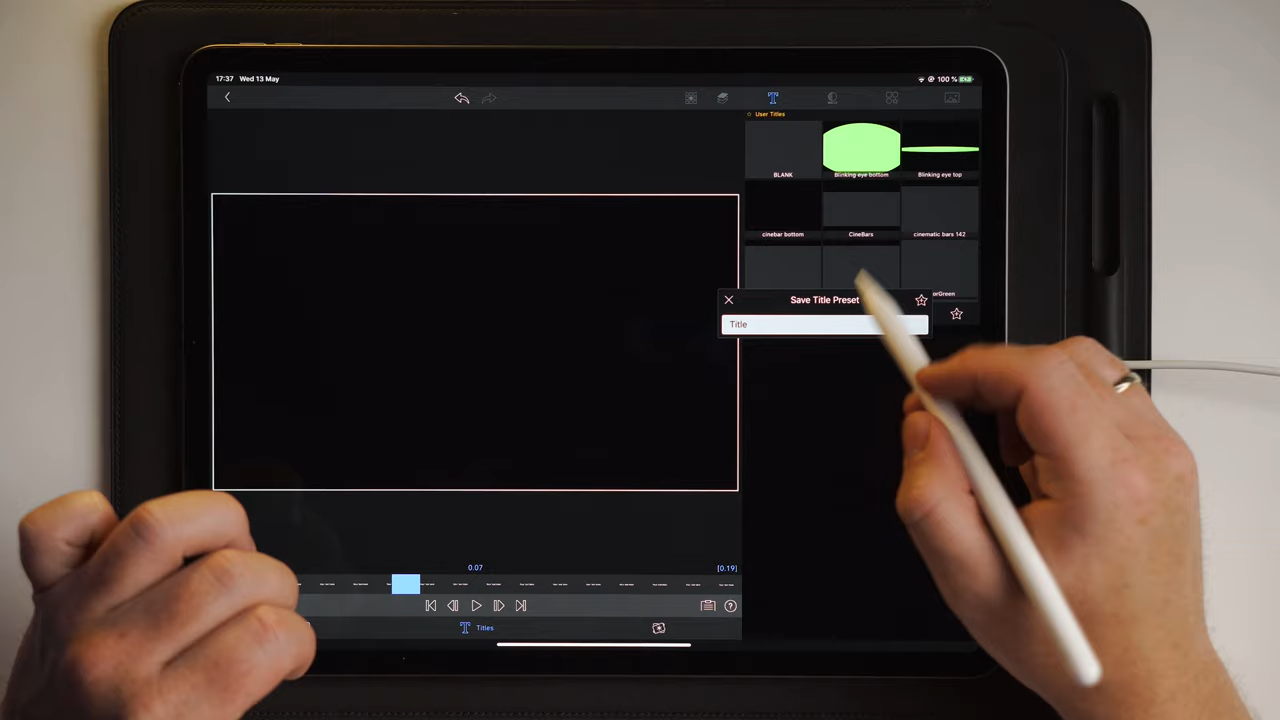 17:37 Wed 13 May
100 %
User Titles
BLANK
Blinking eye bottom
Blinking eye top
cinebar bottom
CineBars
cinematic bars 142
Save Title Preset
Title
0.07
[0.19]
Titles